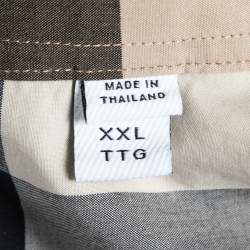 MADE IN
THAILAND
XXL
TTG